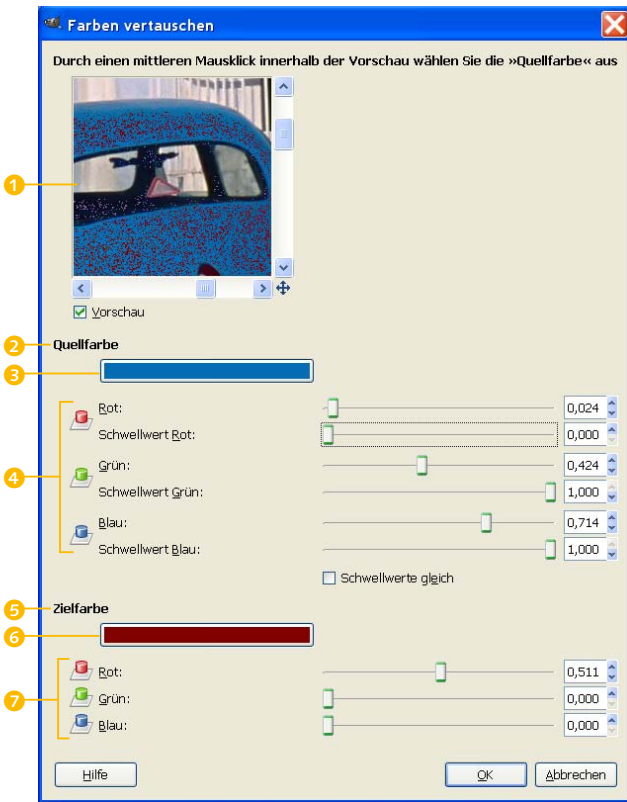 Farben vertauschen
Durch einen mittleren Mausklick innerhalb der Vorschau wählen Sie die »Quellfarbe« aus
1
Vorschau
2 Quellfarbe
3
4
Rot: 0,024
Schwellwert Rot: 0,000
Grün: 0,424
Schwellwert Grün: 1,000
Blau: 0,714
Schwellwert Blau: 1,000
Schwellwerte gleich
5 Zielfarbe
6
7
Rot: 0,511
Grün: 0,000
Blau: 0,000
Hilfe OK Abbrechen